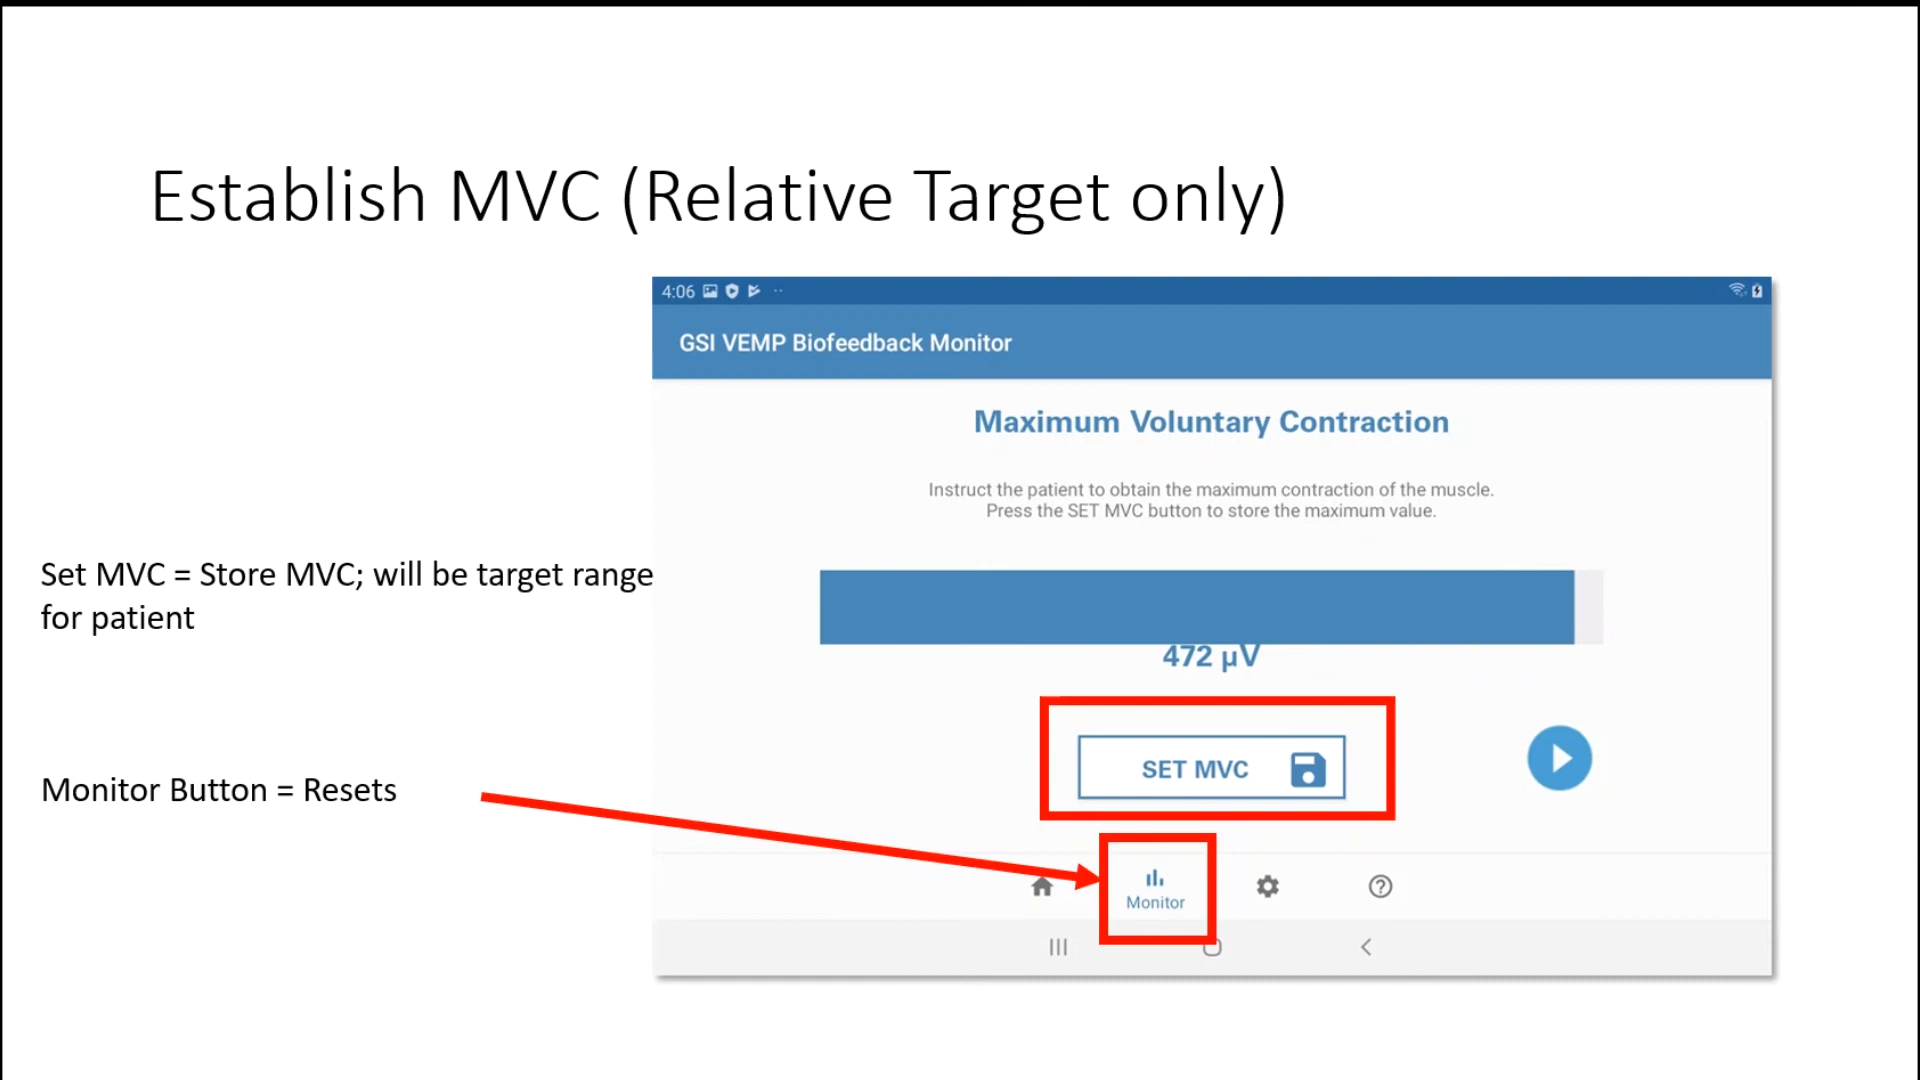 Establish MVC (Relative Target only)
4:06
GSI VEMP Biofeedback Monitor
Maximum Voluntary Contraction
Instruct the patient to obtain the maximum contraction of the muscle.
Press the SET MVC button to store the maximum value.
Set MVC = Store MVC; will be target range
for patient
472 µV
SET MVC
Monitor Button = Resets
Monitor